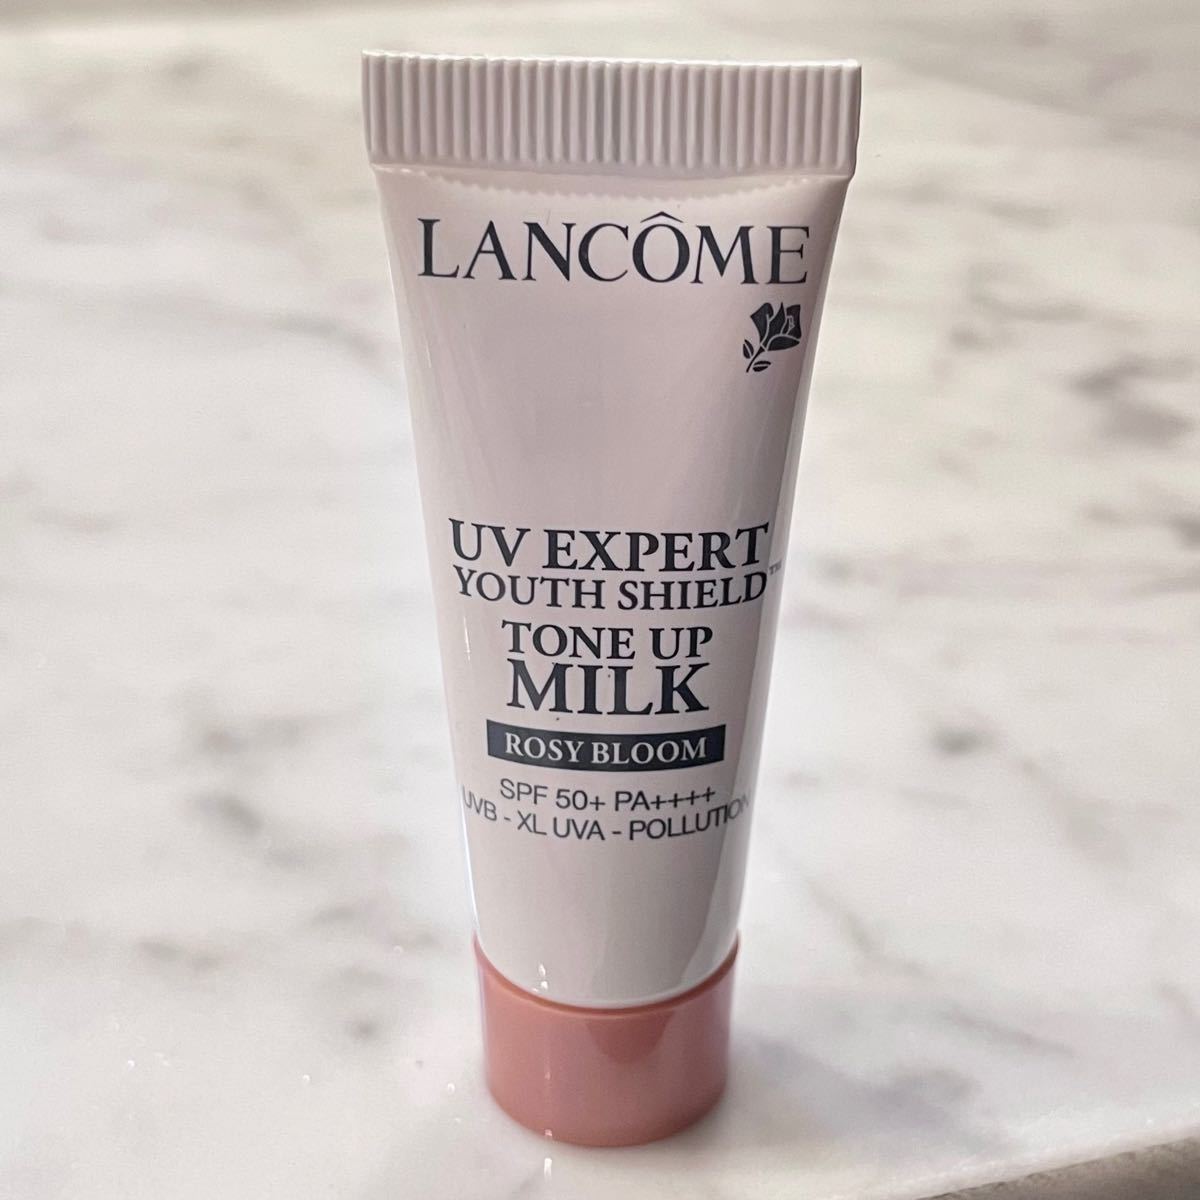 LANCÔME
UV EXPERT
YOUTH SHIELD™
TONE UP
MILK
ROSY BLOOM
SPF 50+ PA++++
UVB - XL UVA - POLLUTION